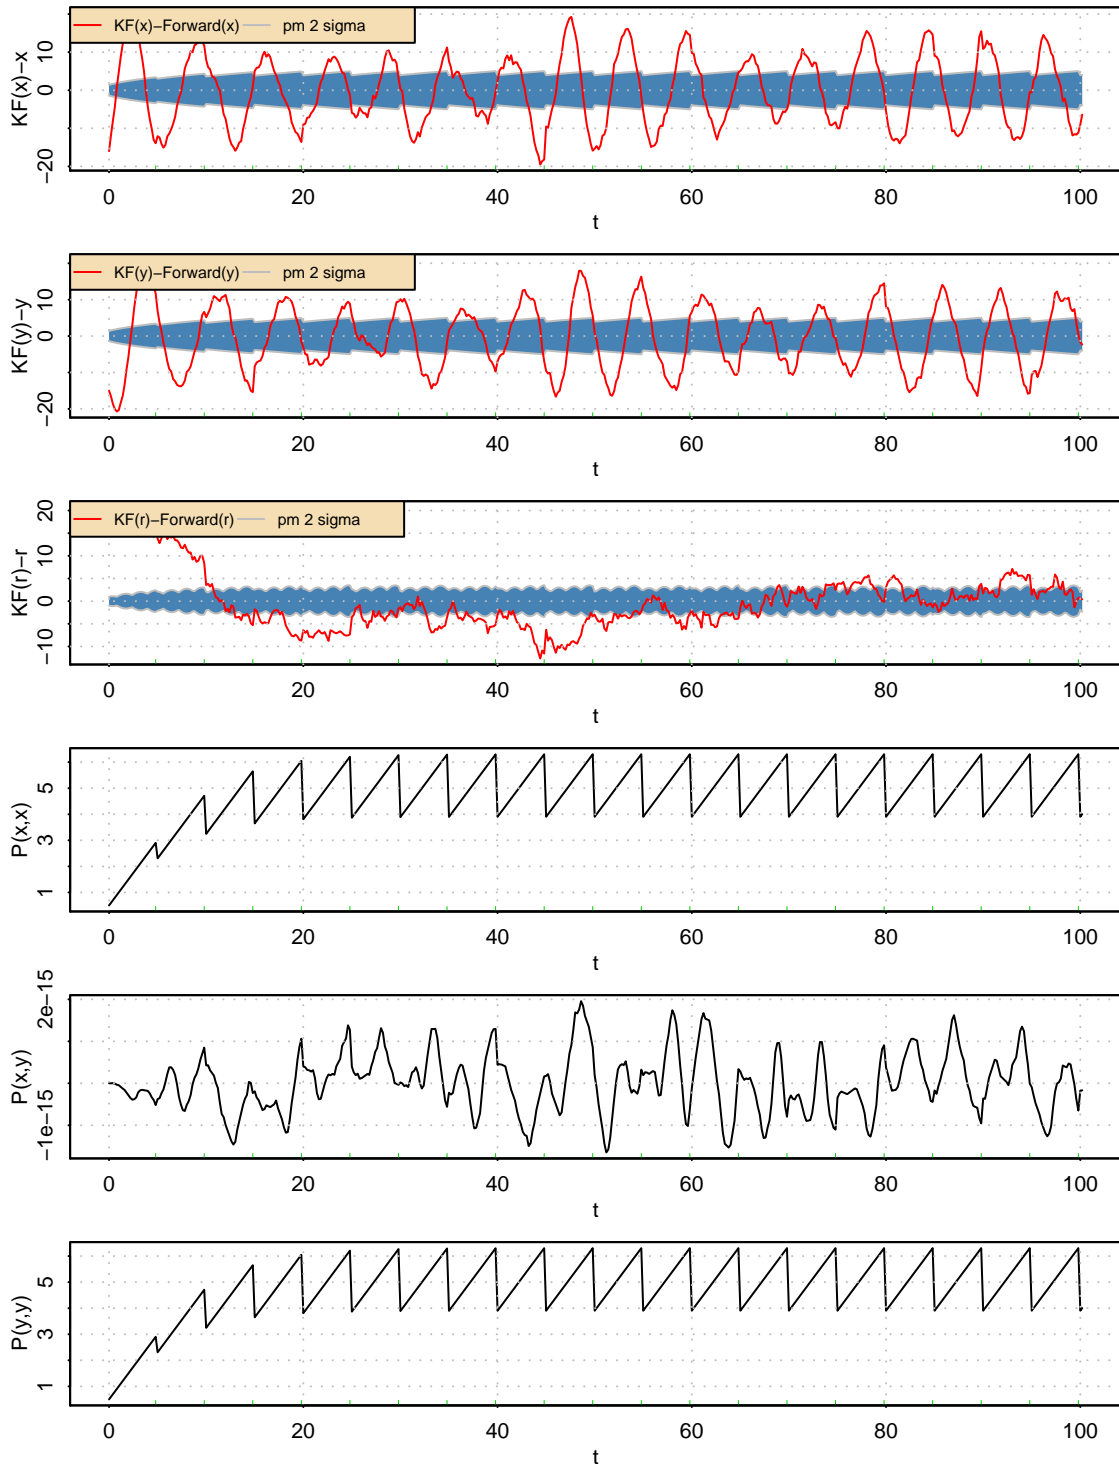 KF(x)−Forward(x) pm 2 sigma
KF(x)−x
−20 0 10
0 20 40 60 80 100
t
KF(y)−Forward(y) pm 2 sigma
KF(y)−y
−20 0 10
0 20 40 60 80 100
t
KF(r)−Forward(r) pm 2 sigma
KF(r)−r
−10 0 10 20
0 20 40 60 80 100
t
P(x,x)
1 3 5
0 20 40 60 80 100
t
P(x,y)
−1e−15 2e−15
0 20 40 60 80 100
t
P(y,y)
1 3 5
0 20 40 60 80 100
t